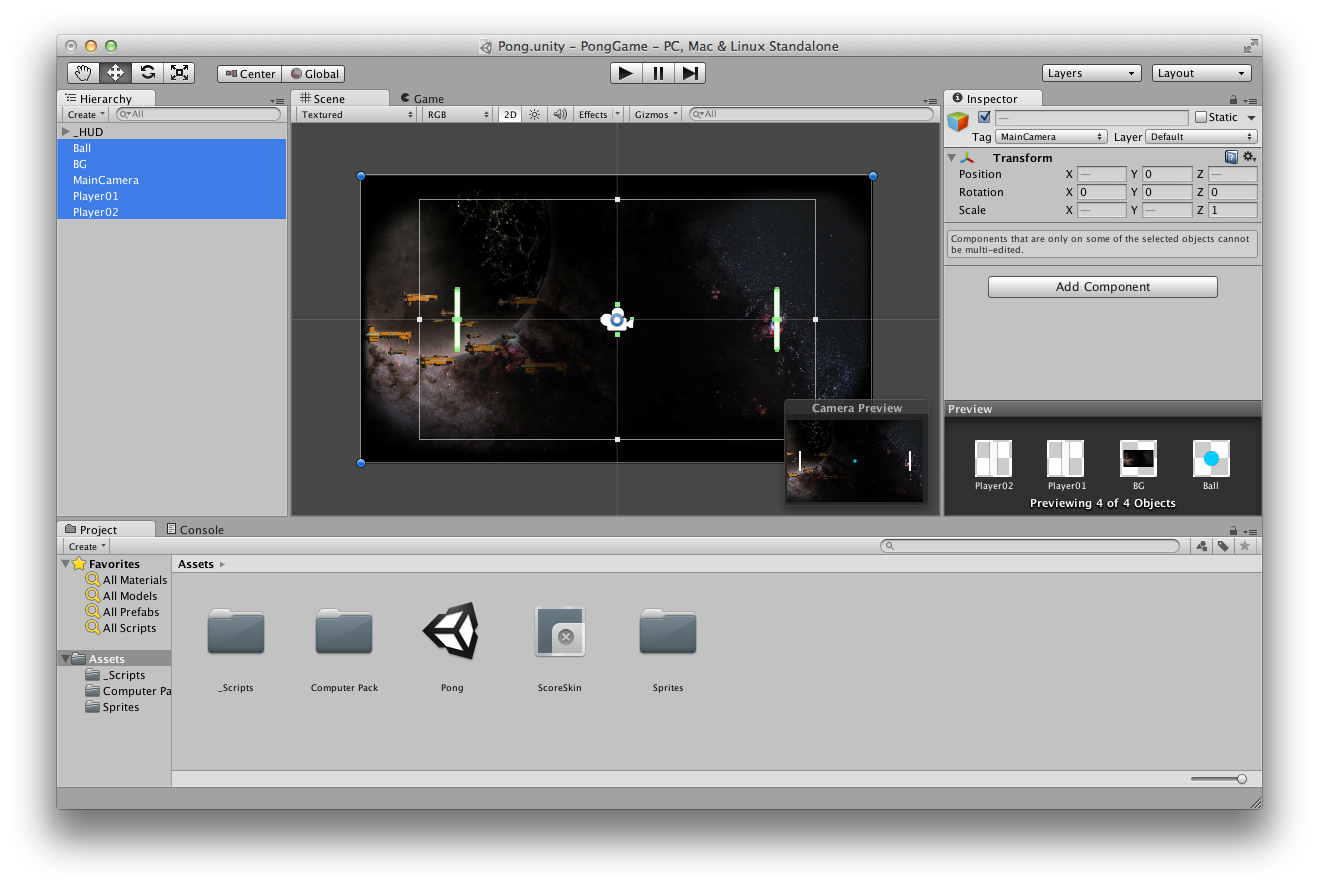 Pong.unity – PongGame – PC, Mac & Linux Standalone
Center Global
Layers Layout
Hierarchy
Create All
_HUD
Ball
BG
MainCamera
Player01
Player02
Scene Game
Textured RGB 2D Effects Gizmos All
Camera Preview
Inspector
— Static
Tag MainCamera Layer Default
Transform
Position X — Y 0 Z —
Rotation X 0 Y 0 Z 0
Scale X — Y — Z 1
Components that are only on some of the selected objects cannot
be multi-edited.
Add Component
Preview
Player02 Player01 BG Ball
Previewing 4 of 4 Objects
Project Console
Create
Favorites
All Materials
All Models
All Prefabs
All Scripts
Assets
_Scripts
Computer Pa
Sprites
Assets
_Scripts Computer Pack Pong ScoreSkin Sprites